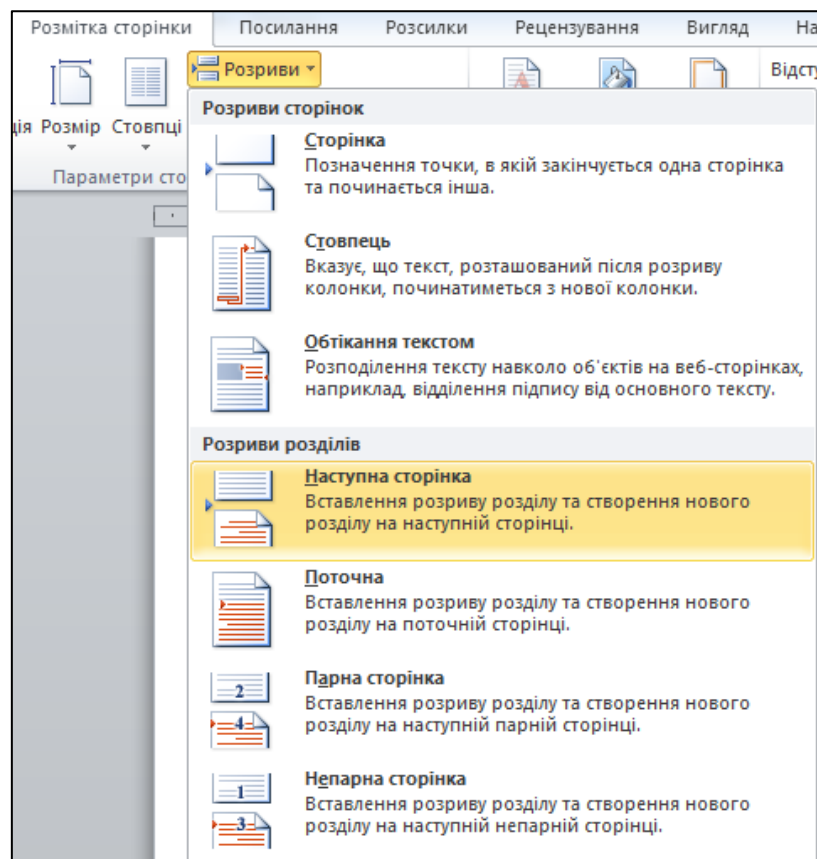 Розмітка сторінки Посилання Розсилки Рецензування Вигляд
Розриви
Розмір Стовпці
Розриви сторінок
Сторінка
Позначення точки, в якій закінчується одна сторінка
та починається інша.
Стовпець
Вказує, що текст, розташований після розриву
колонки, починатиметься з нової колонки.
Обтікання текстом
Розподілення тексту навколо об'єктів на веб-сторінках,
наприклад, відділення підпису від основного тексту.
Розриви розділів
Наступна сторінка
Вставлення розриву розділу та створення нового
розділу на наступній сторінці.
Поточна
Вставлення розриву розділу та створення нового
розділу на поточній сторінці.
Парна сторінка
2
4
Вставлення розриву розділу та створення нового
розділу на наступній парній сторінці.
Непарна сторінка
1
3
Вставлення розриву розділу та створення нового
розділу на наступній непарній сторінці.
Параметри сто